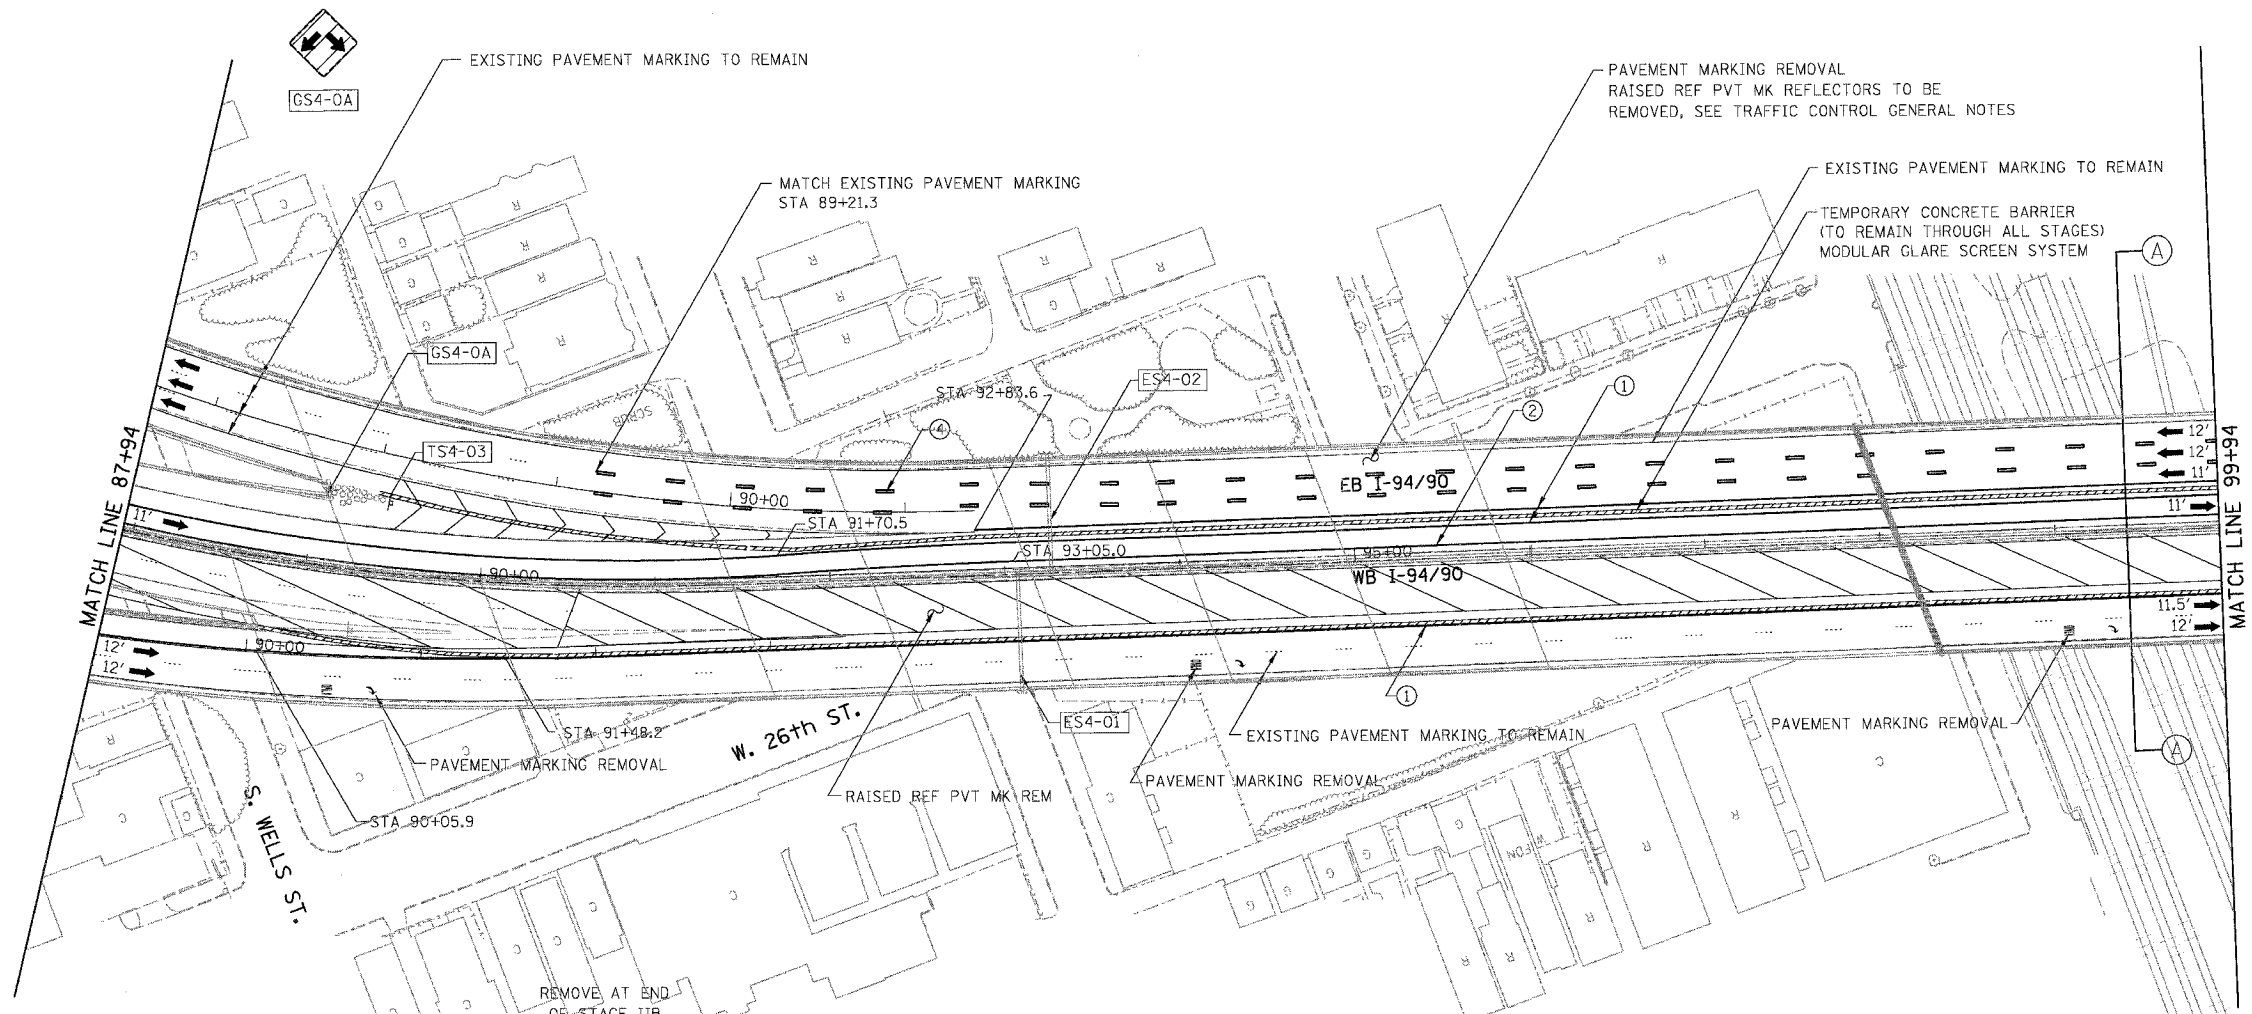 GS4-0A
EXISTING PAVEMENT MARKING TO REMAIN
PAVEMENT MARKING REMOVAL
RAISED REF PVT MK REFLECTORS TO BE
REMOVED, SEE TRAFFIC CONTROL GENERAL NOTES
MATCH EXISTING PAVEMENT MARKING
STA 89+21.3
EXISTING PAVEMENT MARKING TO REMAIN
TEMPORARY CONCRETE BARRIER
(TO REMAIN THROUGH ALL STAGES)
MODULAR GLARE SCREEN SYSTEM
A
GS4-0A
STA 92+83.6
ES4-02
1
2
4
SCRUB
TS4-03
MATCH LINE 87+94
MATCH LINE 99+94
12'
12'
11'
11'
EB I-94/90
90+00
STA 91+70.5
STA 93+05.0
95+00
WB I-94/90
11'
90+00
11.5'
12'
12'
12'
90+00
1
ES4-01
STA 91+48.2
W. 26th ST.
EXISTING PAVEMENT MARKING TO REMAIN
PAVEMENT MARKING REMOVAL
A
PAVEMENT MARKING REMOVAL
PAVEMENT MARKING REMOVAL
RAISED REF PVT MK REM
S. WELLS ST.
STA 90+05.9
REMOVE AT END
OF STAGE IIB